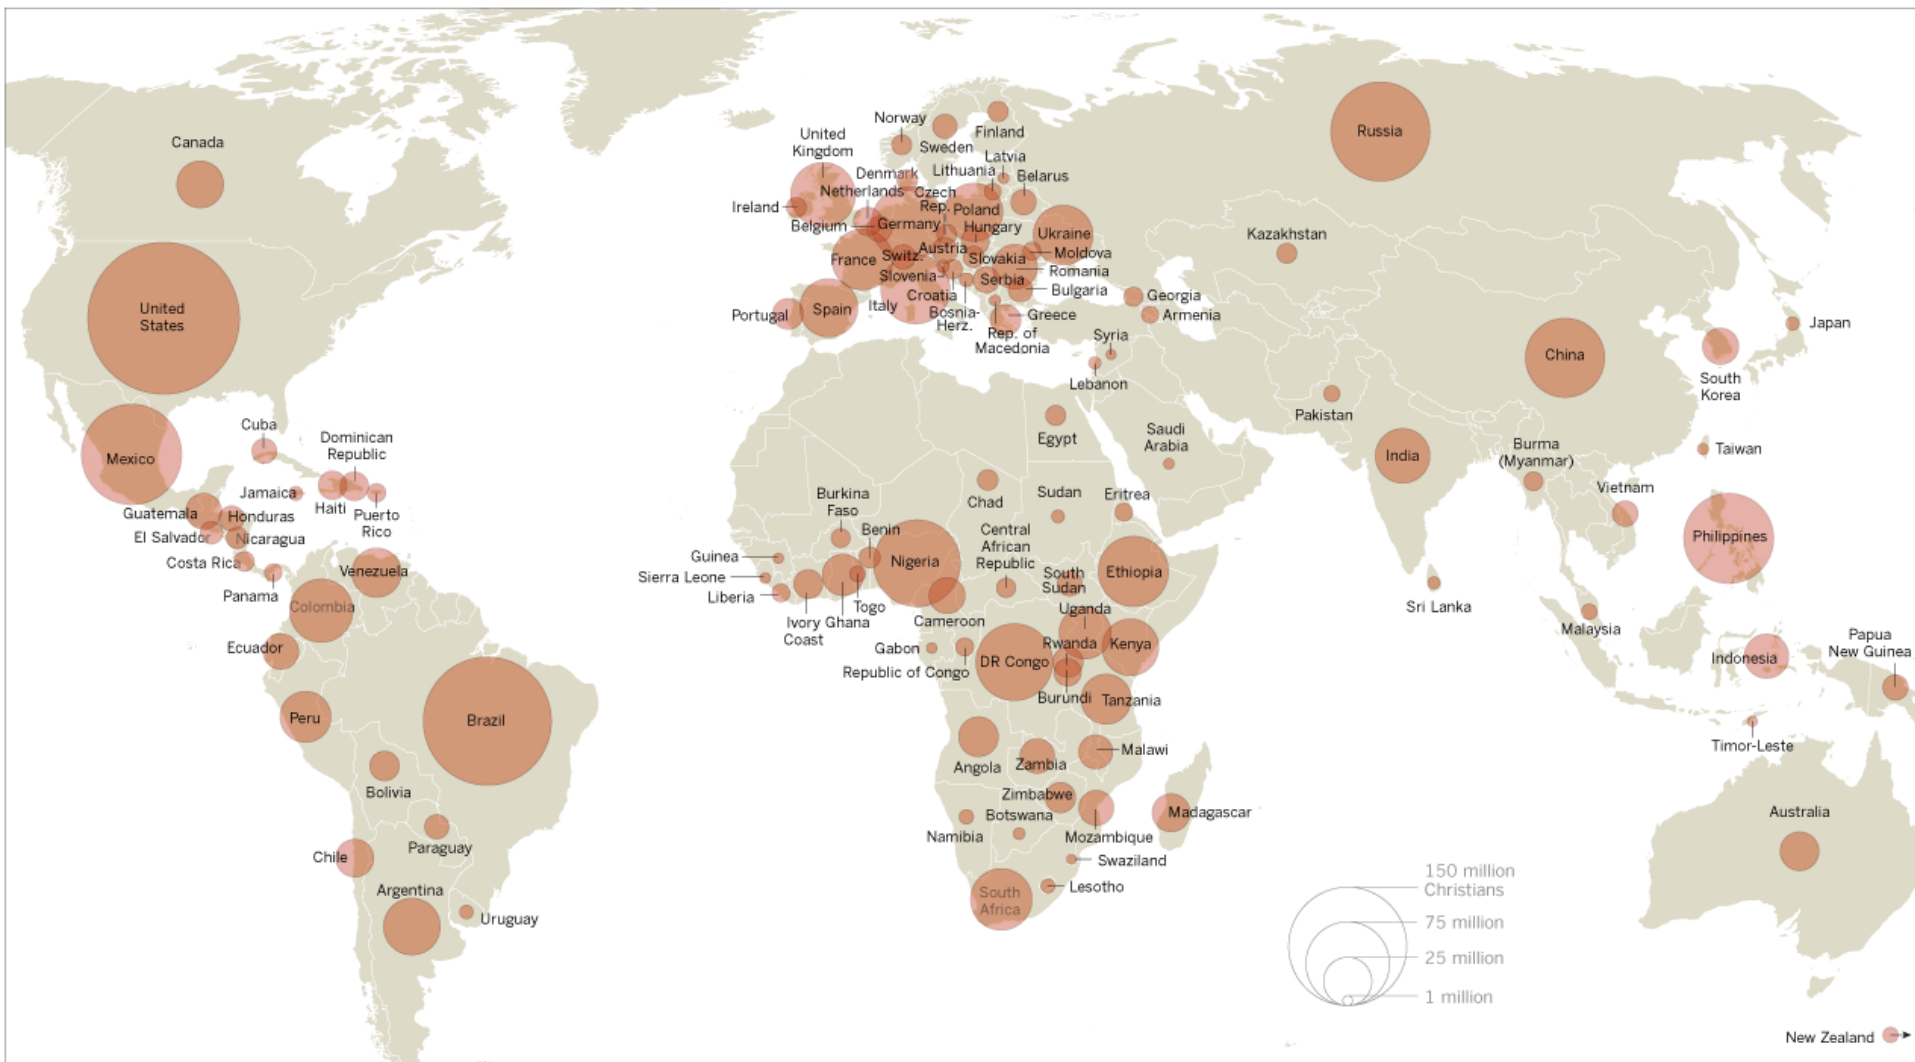 Canada
United
States
Mexico
Cuba
Dominican
Republic
Jamaica
Haiti
Puerto
Rico
Guatemala
Honduras
El Salvador
Nicaragua
Costa Rica
Panama
Venezuela
Colombia
Ecuador
Peru
Brazil
Bolivia
Paraguay
Chile
Argentina
Uruguay
Norway
Finland
Sweden
United
Kingdom
Latvia
Lithuania
Denmark
Belarus
Netherlands
Czech
Rep.
Poland
Ireland
Belgium
Germany
Hungary
Ukraine
Austria
France
Switz.
Slovakia
Moldova
Slovenia
Serbia
Romania
Croatia
Bulgaria
Portugal
Spain
Italy
Bosnia-
Herz.
Greece
Rep. of
Macedonia
Georgia
Armenia
Syria
Lebanon
Russia
Kazakhstan
China
Japan
South
Korea
Pakistan
India
Burma
(Myanmar)
Taiwan
Vietnam
Philippines
Sri Lanka
Malaysia
Indonesia
Papua
New Guinea
Timor-Leste
Australia
New Zealand
Egypt
Saudi
Arabia
Chad
Sudan
Eritrea
Burkina
Faso
Benin
Central
African
Republic
Guinea
Nigeria
Sierra Leone
South
Sudan
Ethiopia
Liberia
Togo
Uganda
Ivory
Coast
Ghana
Cameroon
Gabon
Rwanda
Kenya
DR Congo
Republic of Congo
Burundi
Tanzania
Malawi
Angola
Zambia
Zimbabwe
Botswana
Madagascar
Namibia
Mozambique
Swaziland
Lesotho
South
Africa
150 million
Christians
75 million
25 million
1 million